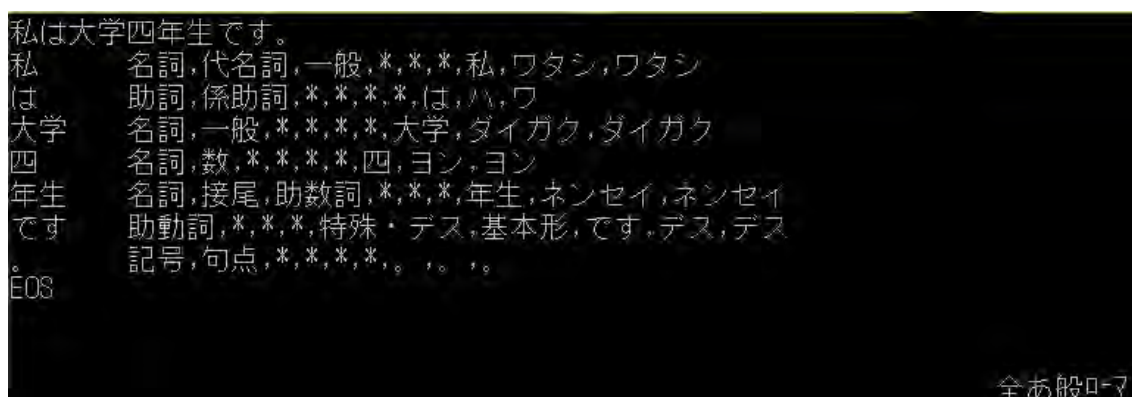 私は大学四年生です。
私 名詞,代名詞,一般,*,*,*,私,ワタシ,ワタシ
は 助詞,係助詞,*,*,*,*,は,ハ,ワ
大学 名詞,一般,*,*,*,*,大学,ダイガク,ダイガク
四 名詞,数,*,*,*,*,四,ヨン,ヨン
年生 名詞,接尾,助数詞,*,*,*,年生,ネンセイ,ネンセイ
です 助動詞,*,*,*,特殊・デス,基本形,です,デス,デス
。 記号,句点,*,*,*,*,。,。,。
EOS
全あ般ﾛｰﾏ